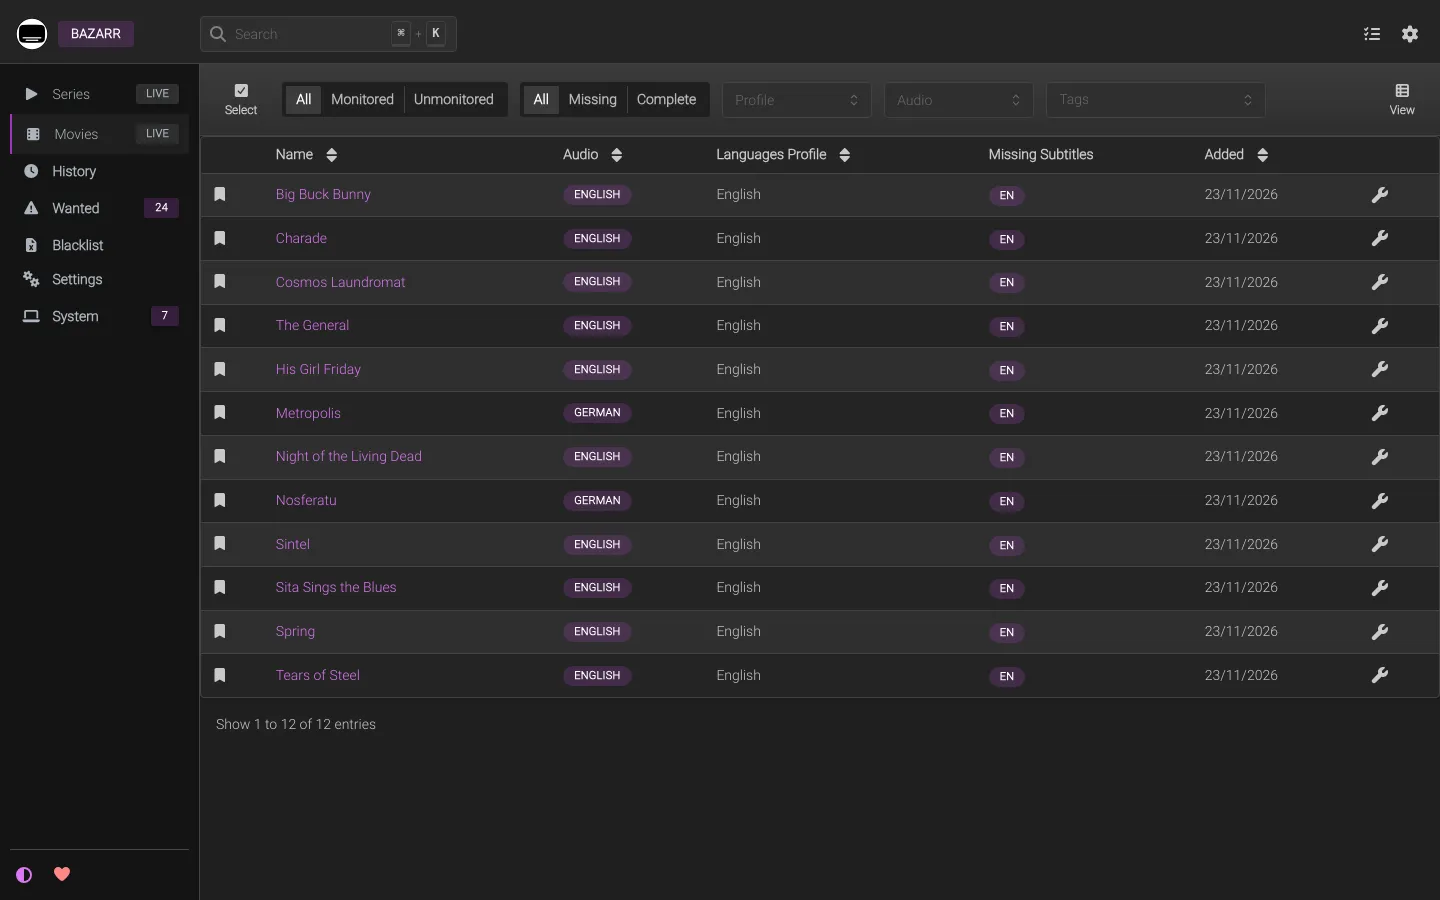 BAZARR
Search ⌘ + K
Series LIVE
Movies LIVE
History
Wanted 24
Blacklist
Settings
System 7
Select
All Monitored Unmonitored
All Missing Complete
Profile
Audio
Tags
View
Name Audio Languages Profile Missing Subtitles Added
Big Buck Bunny ENGLISH English EN 23/11/2026
Charade ENGLISH English EN 23/11/2026
Cosmos Laundromat ENGLISH English EN 23/11/2026
The General ENGLISH English EN 23/11/2026
His Girl Friday ENGLISH English EN 23/11/2026
Metropolis GERMAN English EN 23/11/2026
Night of the Living Dead ENGLISH English EN 23/11/2026
Nosferatu GERMAN English EN 23/11/2026
Sintel ENGLISH English EN 23/11/2026
Sita Sings the Blues ENGLISH English EN 23/11/2026
Spring ENGLISH English EN 23/11/2026
Tears of Steel ENGLISH English EN 23/11/2026
Show 1 to 12 of 12 entries